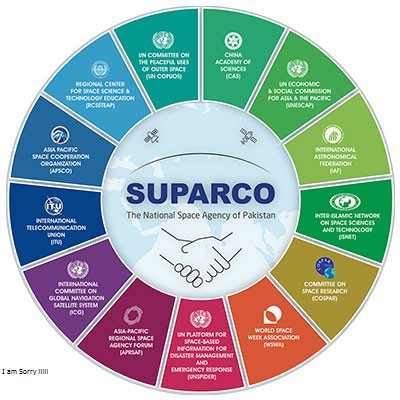 UN COMMITTEE ON
THE PEACEFUL USES
OF OUTER SPACE
(UN COPUOS)
CHINA
ACADEMY OF
SCIENCES
(CAS)
UN ECONOMIC
& SOCIAL COMMISSION
FOR ASIA & THE PACIFIC
(UNESCAP)
INTERNATIONAL
ASTRONOMICAL
FEDERATION
(IAF)
INTER-ISLAMIC NETWORK
ON SPACE SCIENCES
AND TECHNOLOGY
(ISNET)
COSPAR
COMMITTEE ON
SPACE RESEARCH
(COSPAR)
WORLD SPACE
WEEK ASSOCIATION
(WSWA)
UN PLATFORM FOR
SPACE-BASED
INFORMATION FOR
DISASTER MANAGEMENT
AND
EMERGENCY RESPONSE
(UNSPIDER)
ASIA-PACIFIC
REGIONAL SPACE
AGENCY FORUM
(APRSAF)
INTERNATIONAL
COMMITTEE ON
GLOBAL NAVIGATION
SATELLITE SYSTEM
(ICG)
ITU
INTERNATIONAL
TELECOMMUNICATION
UNION
(ITU)
ASIA PACIFIC
SPACE COOPERATION
ORGANIZATION
(APSCO)
REGIONAL CENTER
FOR SPACE SCIENCE &
TECHNOLOGY EDUCATION
(RCSSTEAP)
SUPARCO
The National Space Agency of Pakistan
I am Sorry lllll